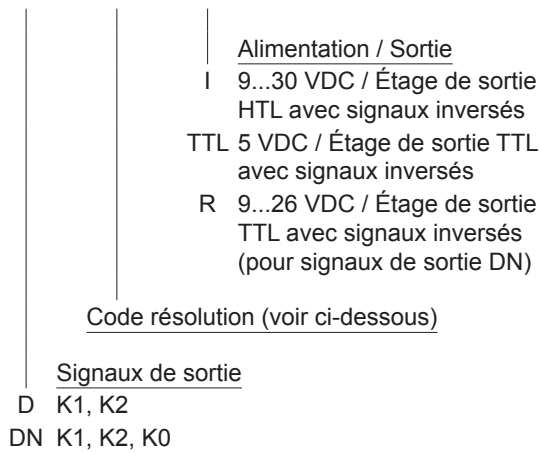 Alimentation / Sortie
I 9...30 VDC / Étage de sortie
HTL avec signaux inversés
TTL 5 VDC / Étage de sortie TTL
avec signaux inversés
R 9...26 VDC / Étage de sortie
TTL avec signaux inversés
(pour signaux de sortie DN)
Code résolution (voir ci-dessous)
Signaux de sortie
D K1, K2
DN K1, K2, K0